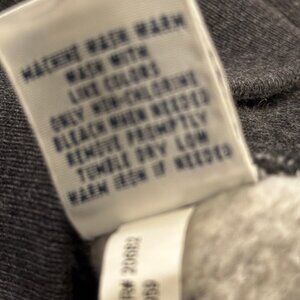 MACHINE WASH WARM
WASH WITH
LIKE COLORS
ONLY NON-CHLORINE
BLEACH WHEN NEEDED
REMOVE PROMPTLY
TUMBLE DRY LOW
WARM IRON IF NEEDED
R# 20682